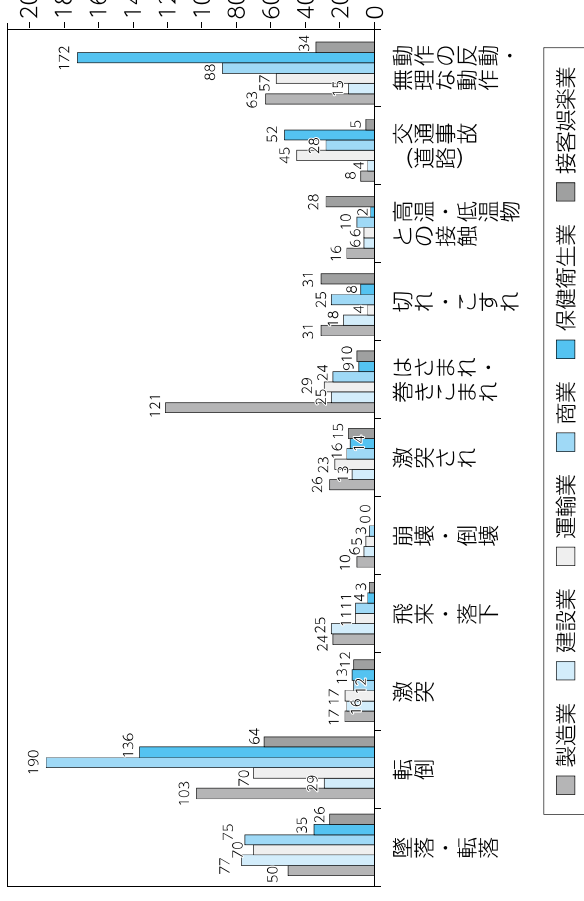 20
18
16
14
12
10
80
60
40
20
0
50 77 70 75 35 26
103 29 70 190 136 64
17 16 17 12 13 12
24 25 11 11 4 3
10 6 5 3 0 0
26 13 23 16 14 15
121 25 29 24 9 10
31 18 4 25 8 31
16 6 6 10 2 28
8 4 45 28 52 5
63 15 57 88 172 34
墜落・転落
転倒
激突
飛来・落下
崩壊・倒壊
激突され
はさまれ・
巻きこまれ
切れ・こすれ
高温・低温物
との接触
交通事故
(道路)
動作の反動・
無理な動作
製造業 建設業 運輸業 商業 保健衛生業 接客娯楽業